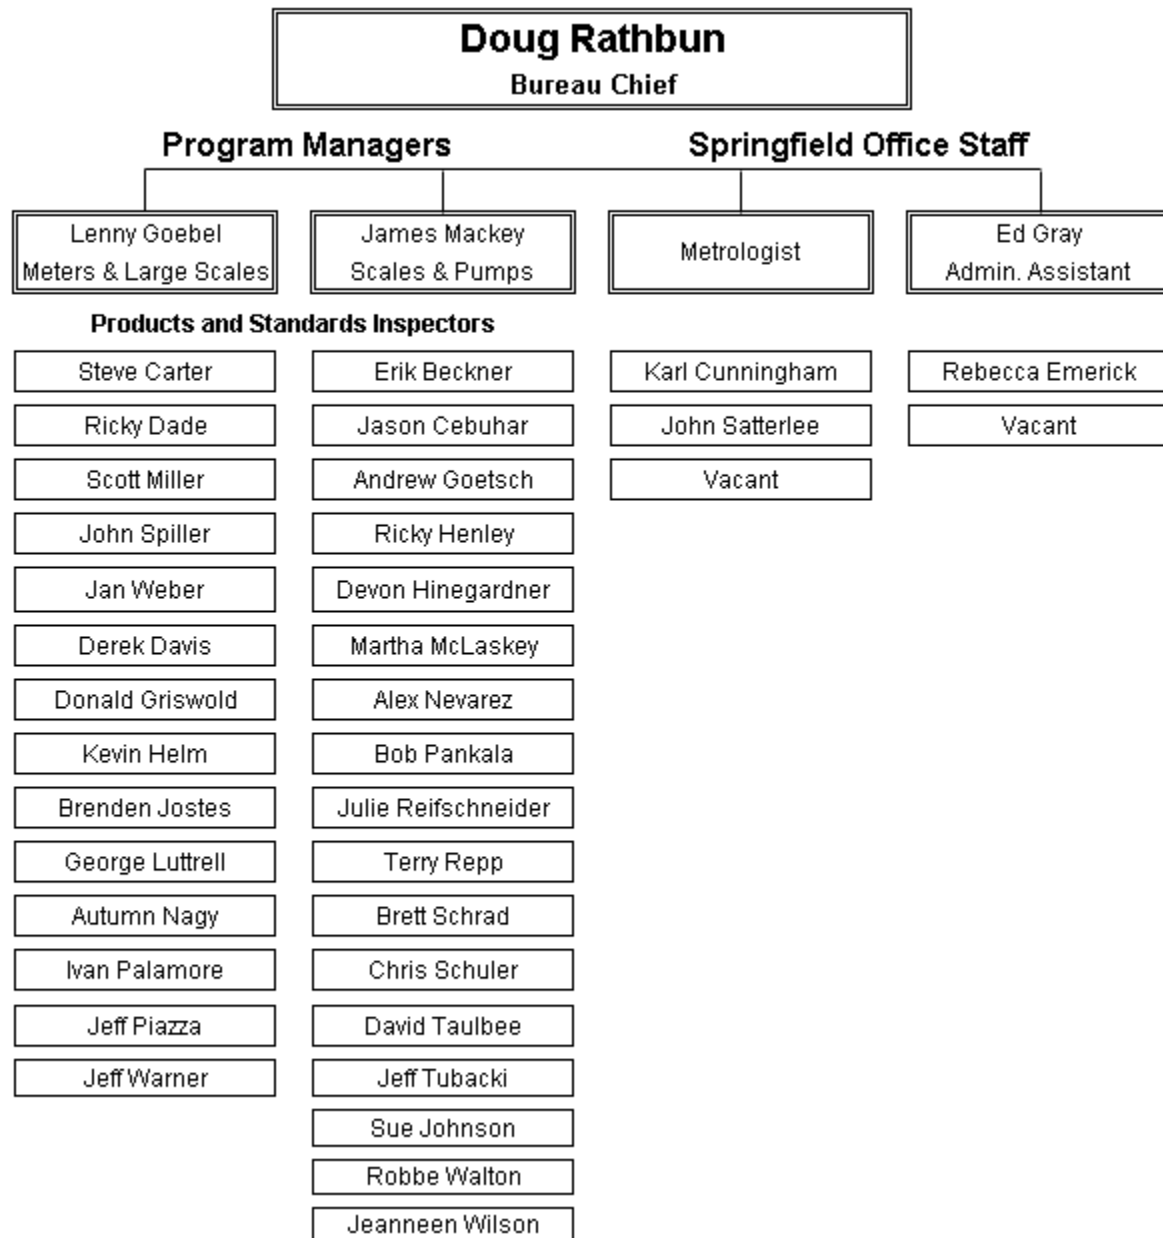 Doug Rathbun
Bureau Chief
Program Managers
Springfield Office Staff
Lenny Goebel
Meters & Large Scales
James Mackey
Scales & Pumps
Metrologist
Ed Gray
Admin. Assistant
Products and Standards Inspectors
Steve Carter
Ricky Dade
Scott Miller
John Spiller
Jan Weber
Derek Davis
Donald Griswold
Kevin Helm
Brenden Jostes
George Luttrell
Autumn Nagy
Ivan Palamore
Jeff Piazza
Jeff Warner
Erik Beckner
Jason Cebuhar
Andrew Goetsch
Ricky Henley
Devon Hinegardner
Martha McLaskey
Alex Nevarez
Bob Pankala
Julie Reifschneider
Terry Repp
Brett Schrad
Chris Schuler
David Taulbee
Jeff Tubacki
Sue Johnson
Robbe Walton
Jeanneen Wilson
Karl Cunningham
John Satterlee
Vacant
Rebecca Emerick
Vacant